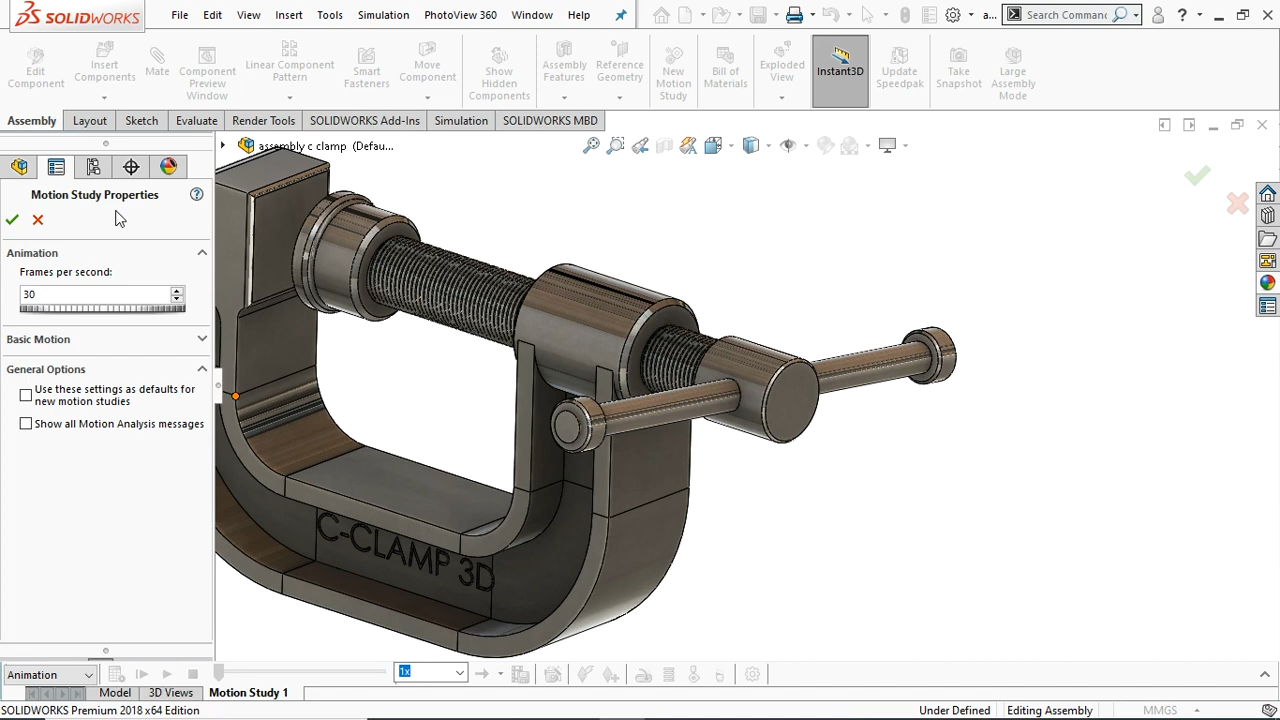 SOLIDWORKS
File Edit View Insert Tools Simulation PhotoView 360 Window Help
a...
Search Commands
Edit Component
Insert Components
Mate
Component Preview Window
Linear Component Pattern
Smart Fasteners
Move Component
Show Hidden Components
Assembly Features
Reference Geometry
New Motion Study
Bill of Materials
Exploded View
Instant3D
Update Speedpak
Take Snapshot
Large Assembly Mode
Assembly Layout Sketch Evaluate Render Tools SOLIDWORKS Add-Ins Simulation SOLIDWORKS MBD
assembly c clamp (Defau...
Motion Study Properties
Animation
Frames per second:
30
Basic Motion
General Options
Use these settings as defaults for
new motion studies
Show all Motion Analysis messages
C-CLAMP 3D
Animation
1x
Model 3D Views Motion Study 1
SOLIDWORKS Premium 2018 x64 Edition
Under Defined Editing Assembly MMGS